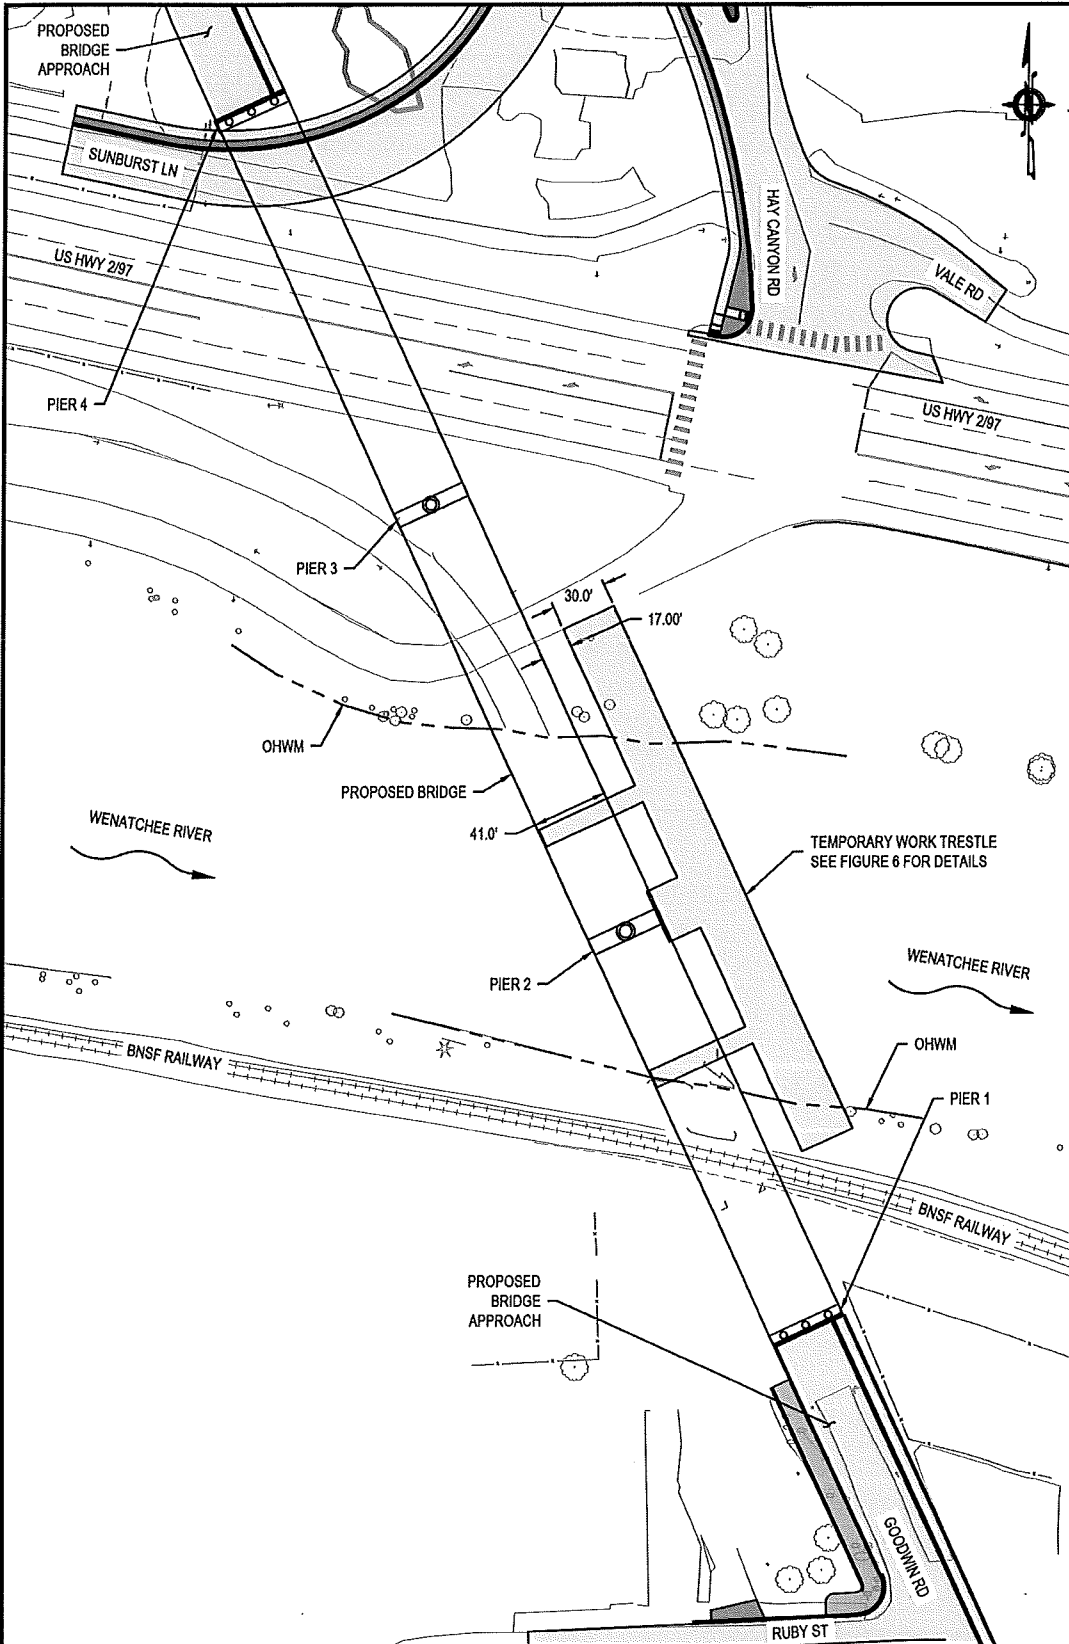 PROPOSED
BRIDGE
APPROACH
SUNBURST LN
HAY CANYON RD
VALE RD
US HWY 2/97
PIER 4
US HWY 2/97
PIER 3
30.0'
17.00'
OHWM
PROPOSED BRIDGE
41.0'
WENATCHEE RIVER
TEMPORARY WORK TRESTLE
SEE FIGURE 6 FOR DETAILS
PIER 2
WENATCHEE RIVER
BNSF RAILWAY
OHWM
PIER 1
BNSF RAILWAY
PROPOSED
BRIDGE
APPROACH
GOODWIN RD
RUBY ST